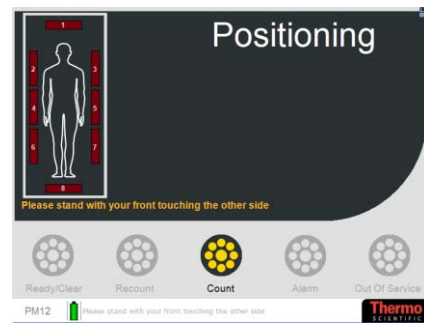 Positioning
1
2 3
4 5
6 7
8
Please stand with your front touching the other side
Ready/Clear Recount Count Alarm Out Of Service
PM12 Please stand with your front touching the other side
Thermo
SCIENTIFIC